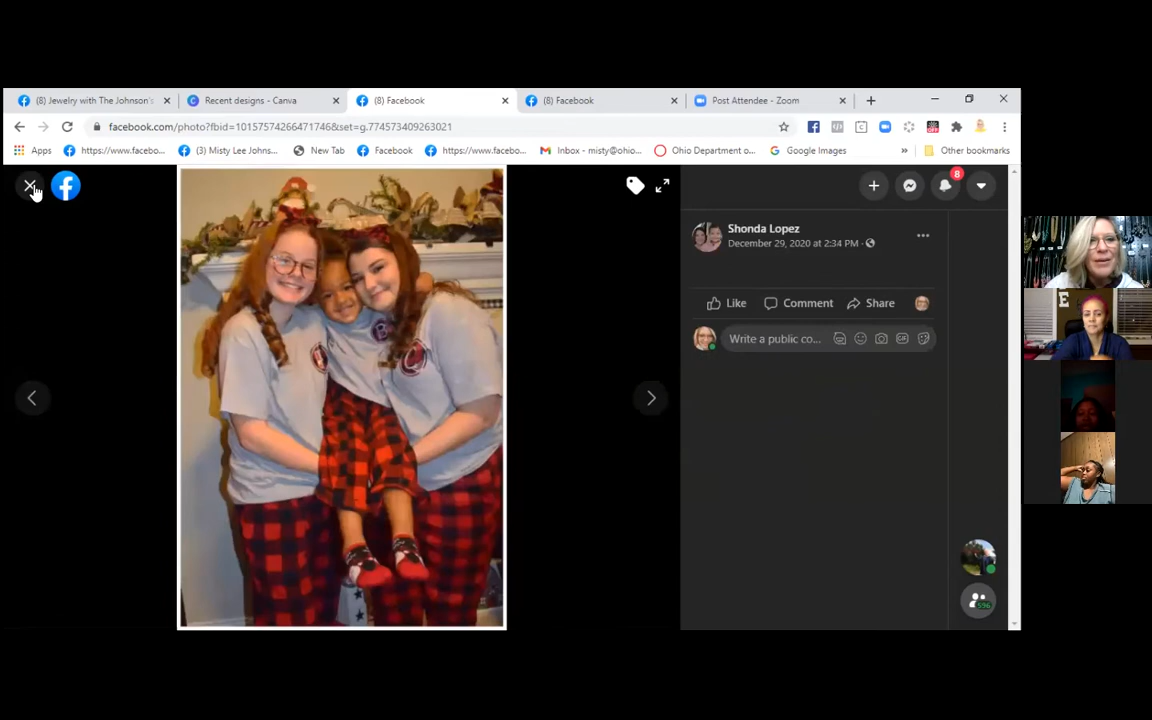 (8) Jewelry with The Johnson's
Recent designs - Canva
(8) Facebook
(8) Facebook
Post Attendee - Zoom
facebook.com/photo?fbid=10157574266471746&set=g.774573409263021
Apps
https://www.facebo...
(3) Misty Lee Johns...
New Tab
Facebook
https://www.facebo...
Inbox - misty@ohio...
Ohio Department o...
Google Images
»
Other bookmarks
8
Shonda Lopez
December 29, 2020 at 2:34 PM
Like
Comment
Share
Write a public co...
GIF
596
E